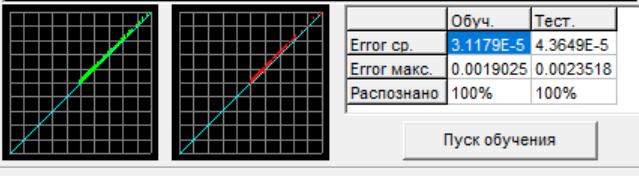 Обуч. Тест.
Error ср. 3.1179E-5 4.3649E-5
Error макс. 0.0019025 0.0023518
Распознано 100% 100%
Пуск обучения